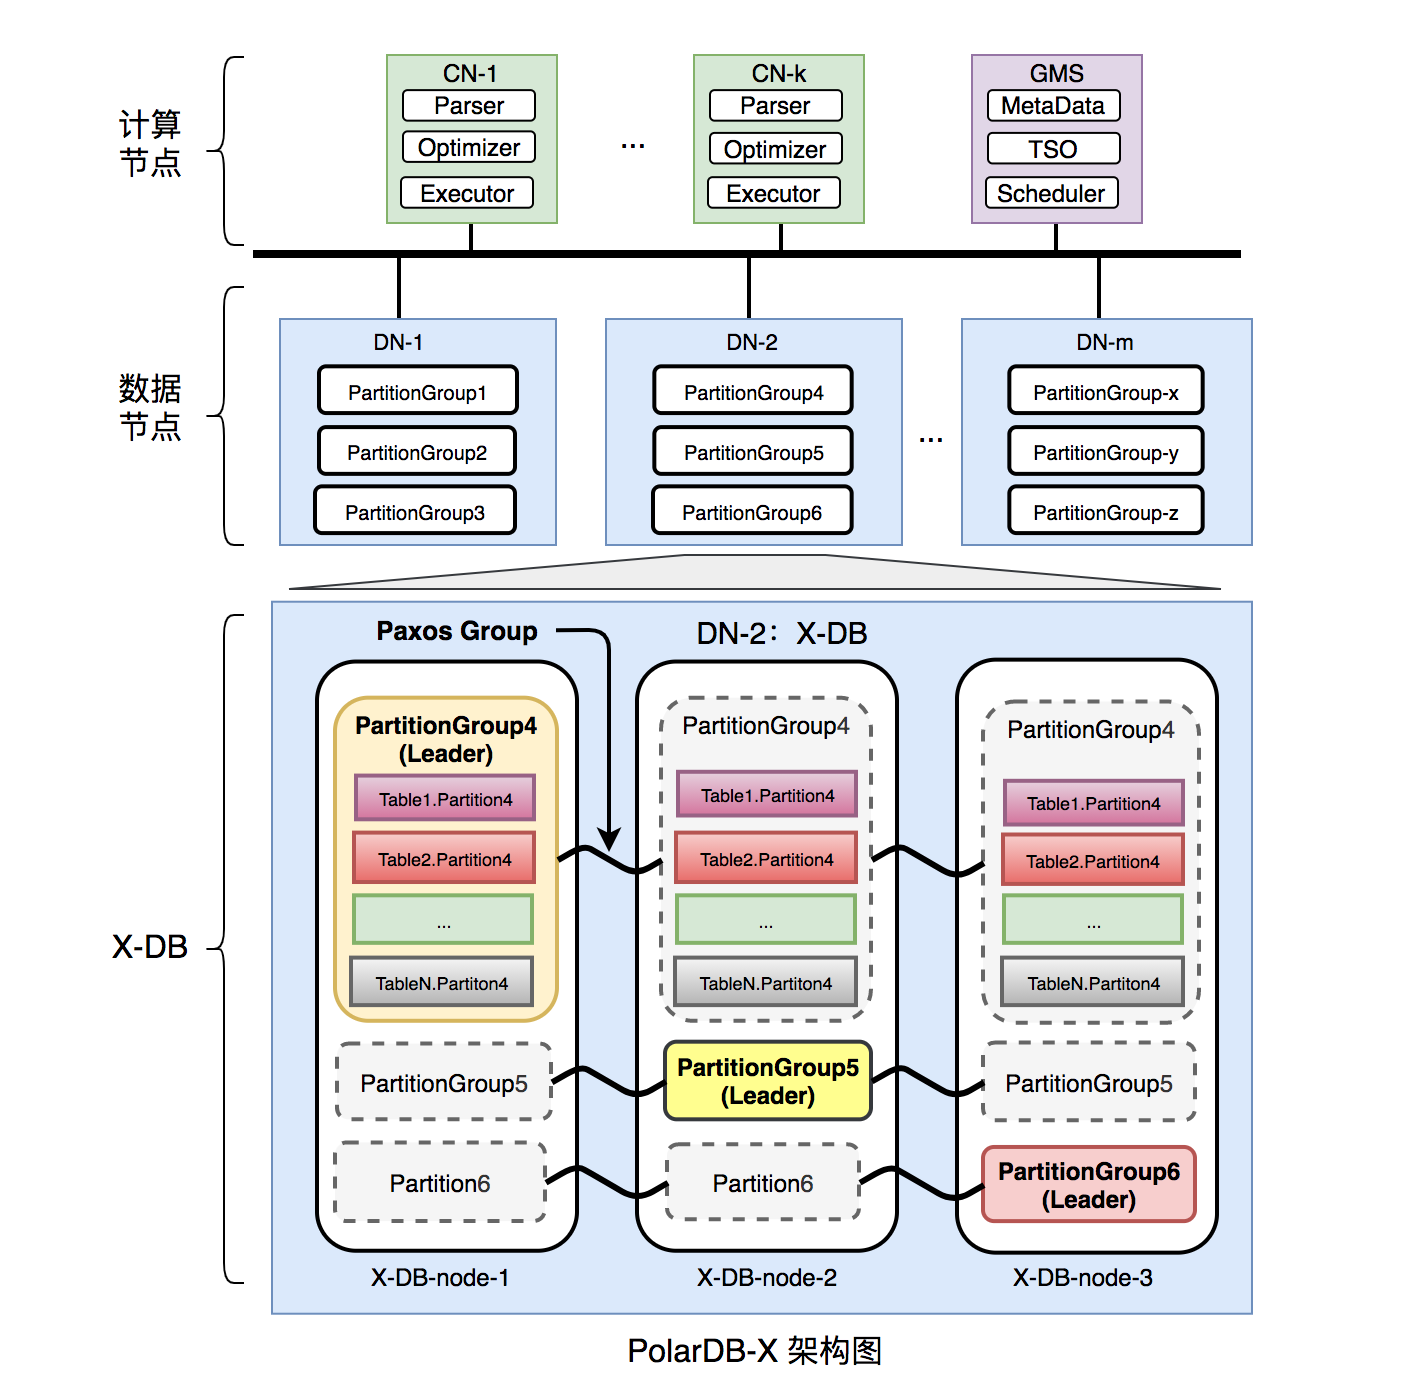 计算
节点
CN-1
Parser
Optimizer
Executor
...
CN-k
Parser
Optimizer
Executor
GMS
MetaData
TSO
Scheduler
数据
节点
DN-1
PartitionGroup1
PartitionGroup2
PartitionGroup3
DN-2
PartitionGroup4
PartitionGroup5
PartitionGroup6
...
DN-m
PartitionGroup-x
PartitionGroup-y
PartitionGroup-z
X-DB
Paxos Group
DN-2：X-DB
PartitionGroup4
(Leader)
Table1.Partition4
Table2.Partition4
...
TableN.Partiton4
PartitionGroup5
Partition6
X-DB-node-1
PartitionGroup4
Table1.Partition4
Table2.Partition4
...
TableN.Partiton4
PartitionGroup5
(Leader)
Partition6
X-DB-node-2
PartitionGroup4
Table1.Partition4
Table2.Partition4
...
TableN.Partiton4
PartitionGroup5
PartitionGroup6
(Leader)
X-DB-node-3
PolarDB-X 架构图